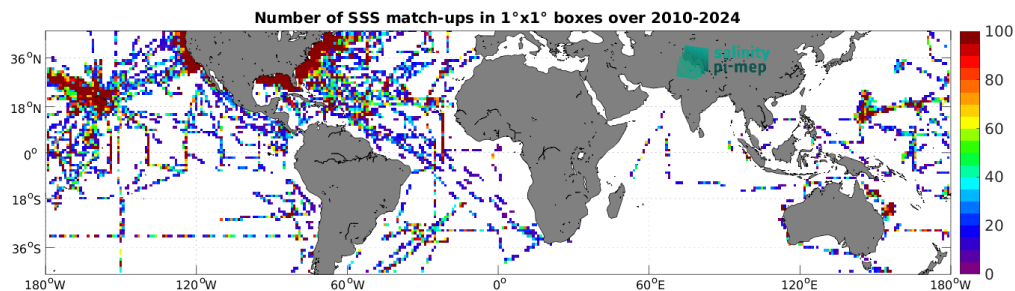 Number of SSS match-ups in 1°x1° boxes over 2010-2024
salinity
pi-mep
36°N
18°N
0°
18°S
36°S
180°W
120°W
60°W
0°
60°E
120°E
180°W
100
80
60
40
20
0